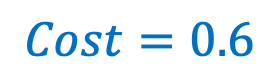 Cost = 0.6